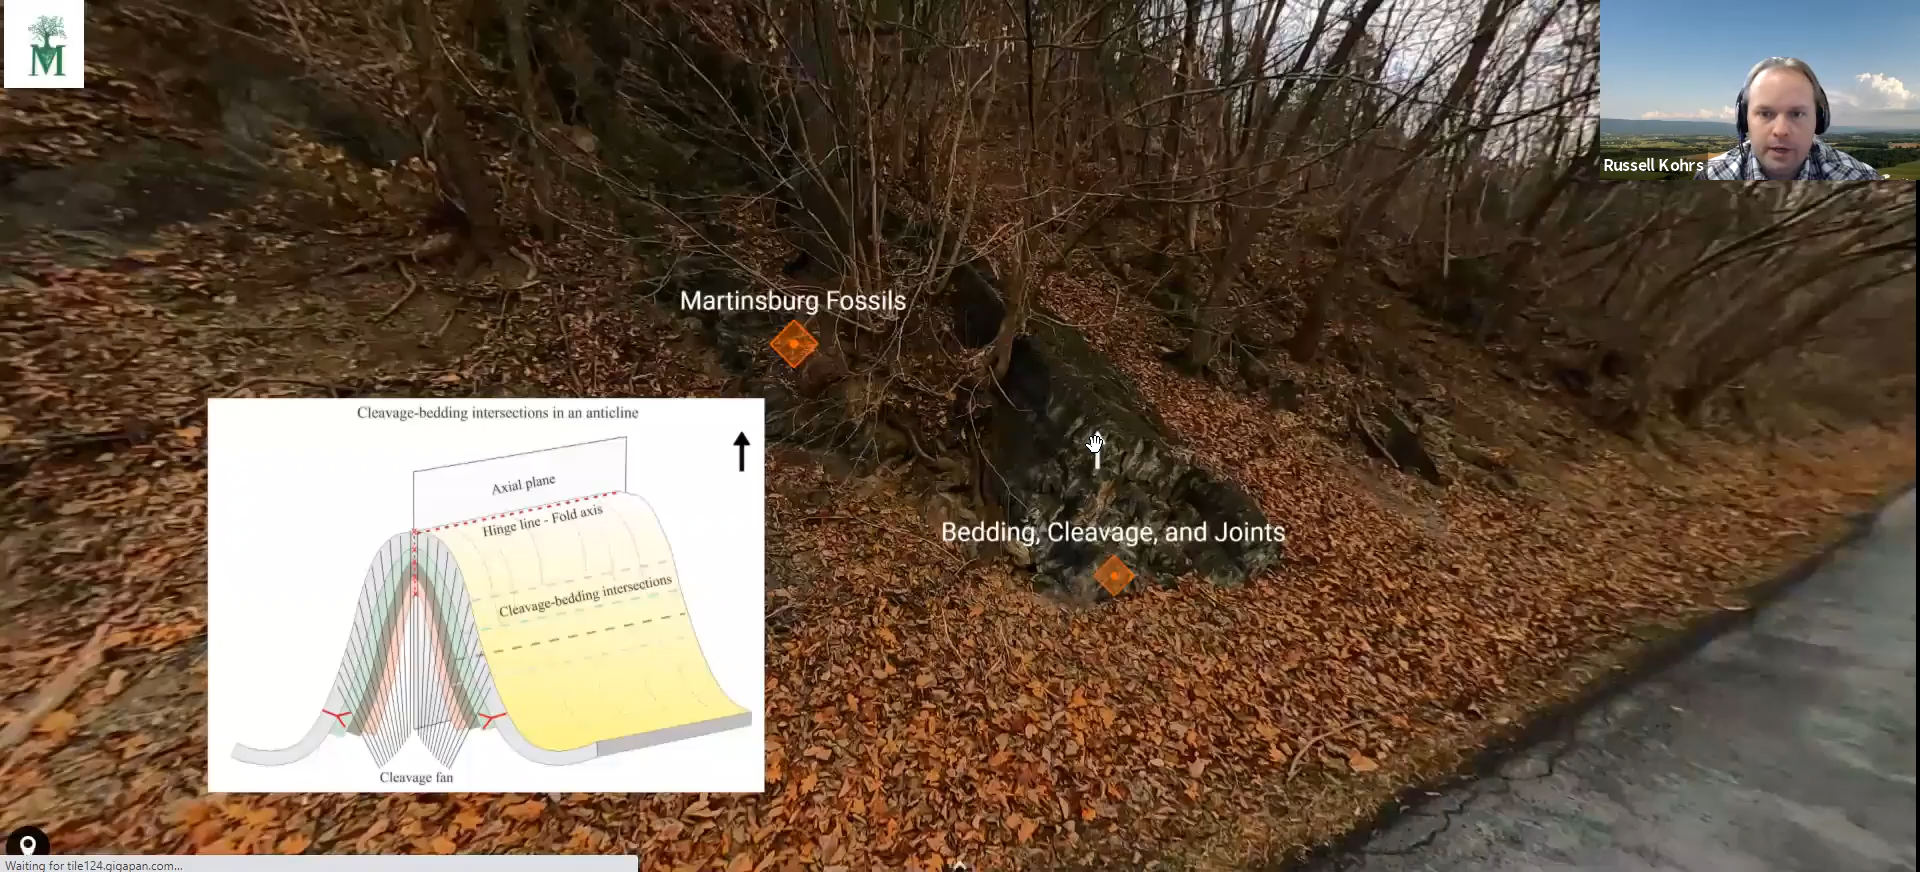 M
Russell Kohrs
Martinsburg Fossils
Cleavage-bedding intersections in an anticline
Axial plane
Hinge line - Fold axis
Cleavage-bedding intersections
Cleavage fan
Bedding, Cleavage, and Joints
Waiting for tile124.gigapan.com...